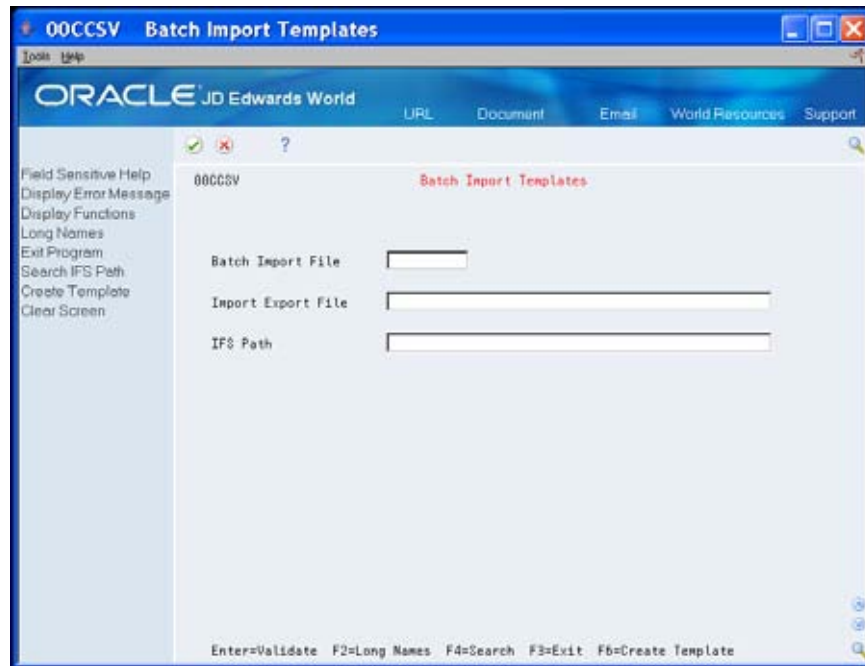 00CCSV Batch Import Templates
Tools Help
ORACLE JD Edwards World
URL Document Email World Resources Support
?
Field Sensitive Help
Display Error Message
Display Functions
Long Names
Exit Program
Search IFS Path
Create Template
Clear Screen
00CCSV Batch Import Templates
Batch Import File
Import Export File
IFS Path
Enter=Validate F2=Long Names F4=Search F3=Exit F6=Create Template